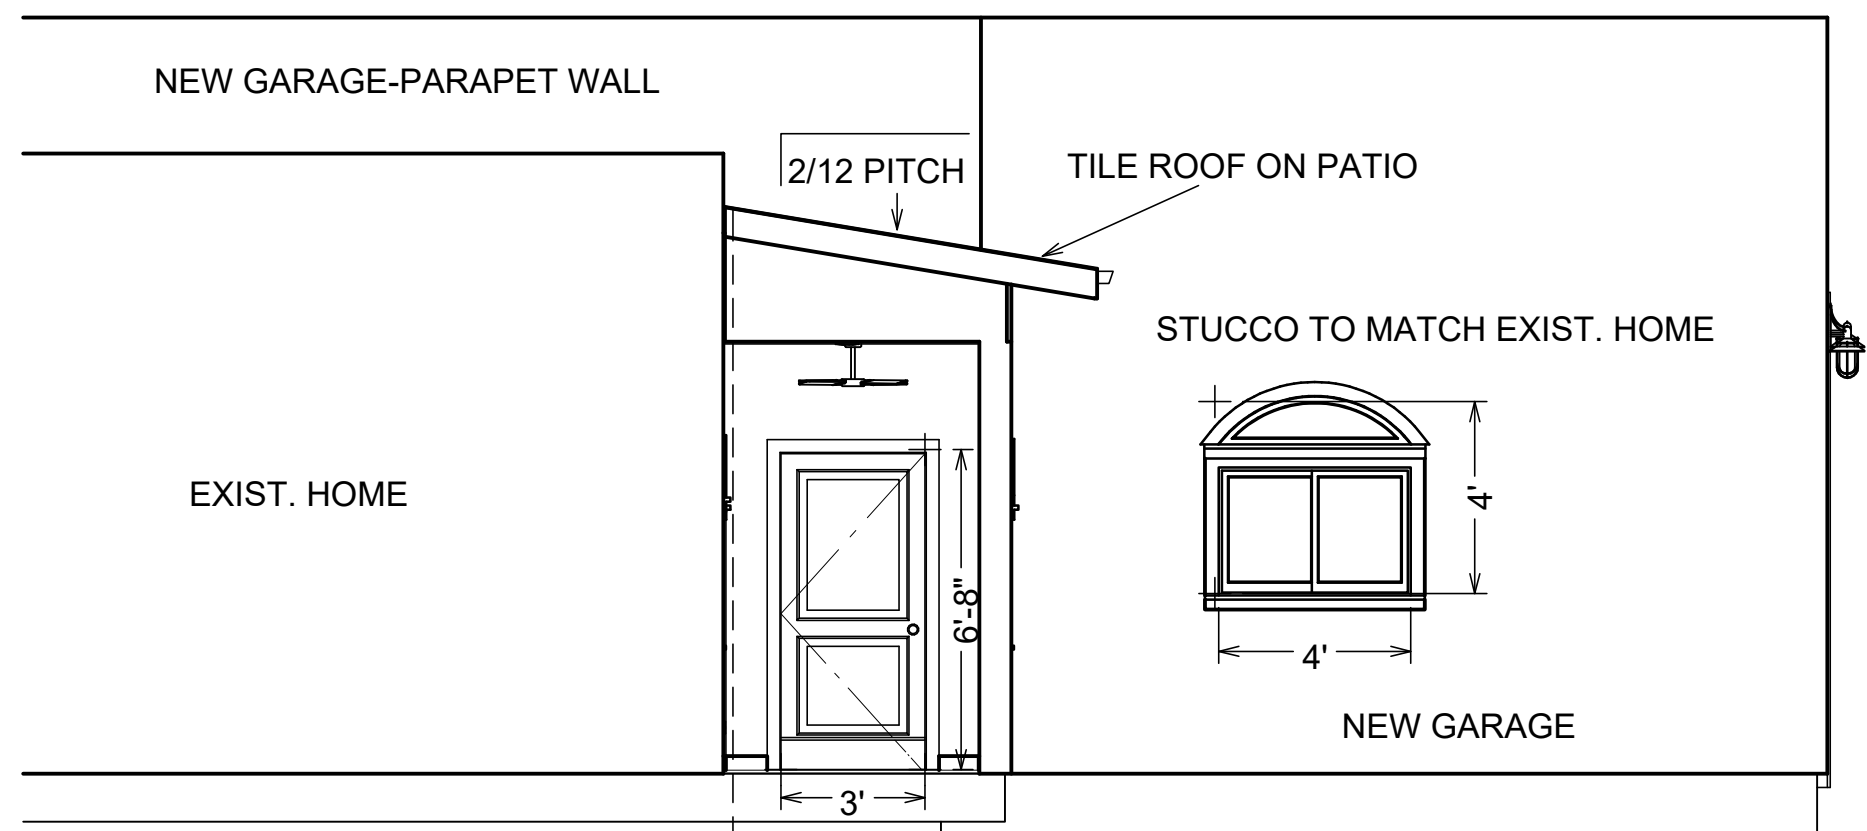 NEW GARAGE-PARAPET WALL
2/12 PITCH
TILE ROOF ON PATIO
STUCCO TO MATCH EXIST. HOME
EXIST. HOME
4'
6'-8"
4'
NEW GARAGE
3'